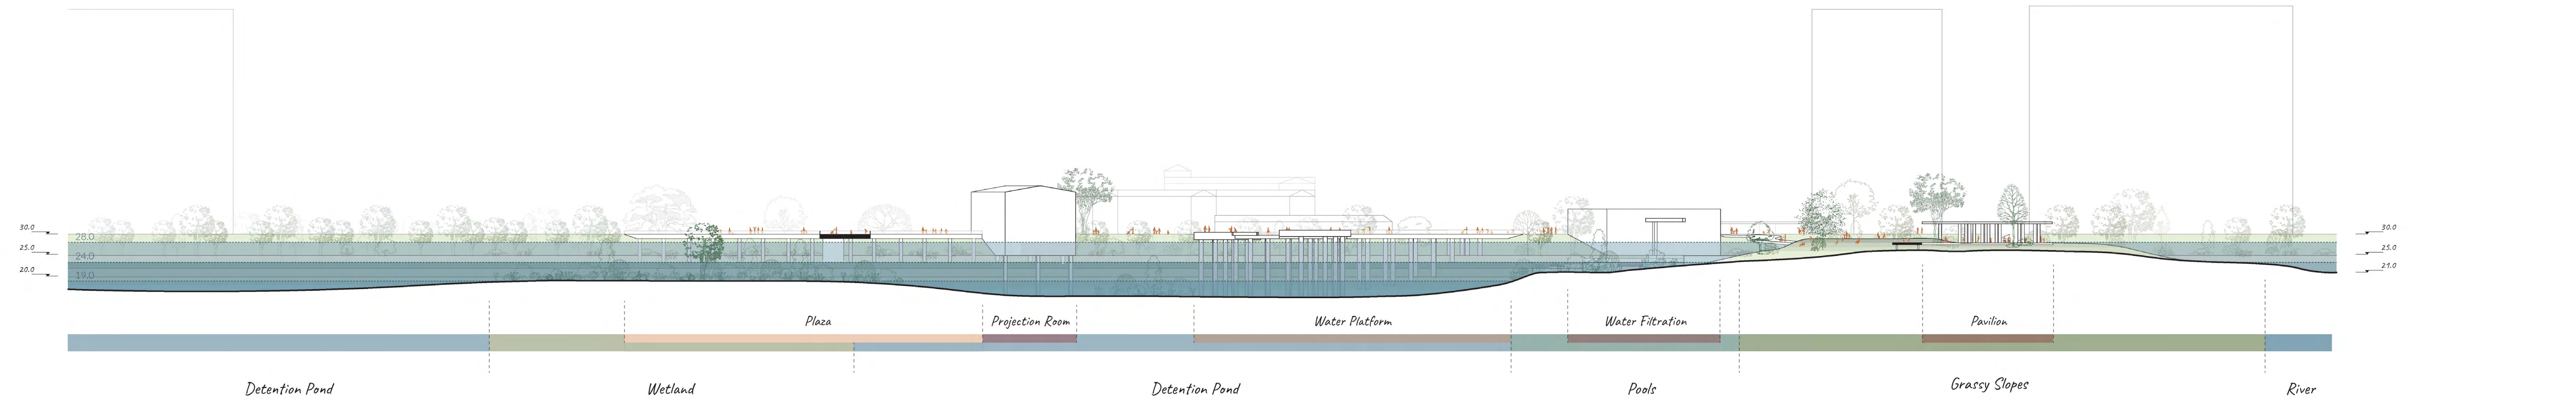 30.0
28.0
30.0
25.0
24.0
25.0
20.0
19.0
21.0
Plaza
Projection Room
Water Platform
Water Filtration
Pavilion
Detention Pond
Wetland
Detention Pond
Pools
Grassy Slopes
River